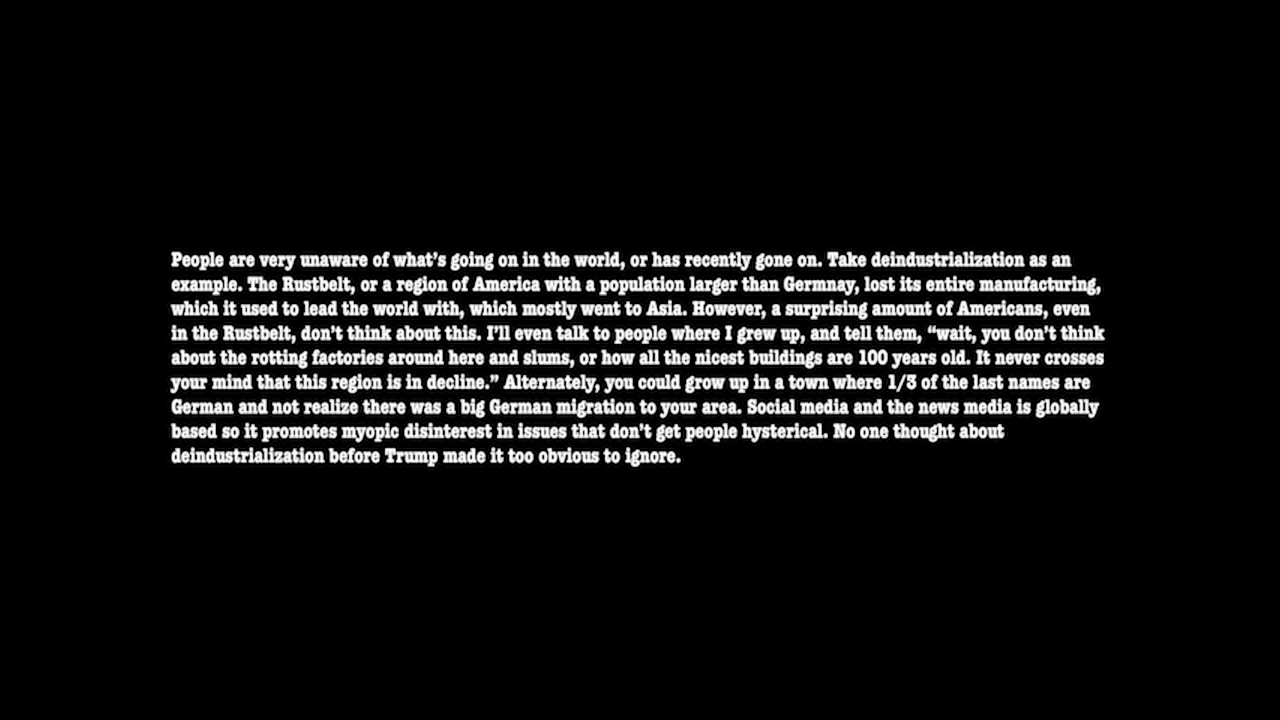 People are very unaware of what's going on in the world, or has recently gone on. Take deindustrialization as an
example. The Rustbelt, or a region of America with a population larger than Germnay, lost its entire manufacturing,
which it used to lead the world with, which mostly went to Asia. However, a surprising amount of Americans, even
in the Rustbelt, don't think about this. I'll even talk to people where I grew up, and tell them, “wait, you don't think
about the rotting factories around here and slums, or how all the nicest buildings are 100 years old. It never crosses
your mind that this region is in decline.” Alternately, you could grow up in a town where 1/3 of the last names are
German and not realize there was a big German migration to your area. Social media and the news media is globally
based so it promotes myopic disinterest in issues that don't get people hysterical. No one thought about
deindustrialization before Trump made it too obvious to ignore.